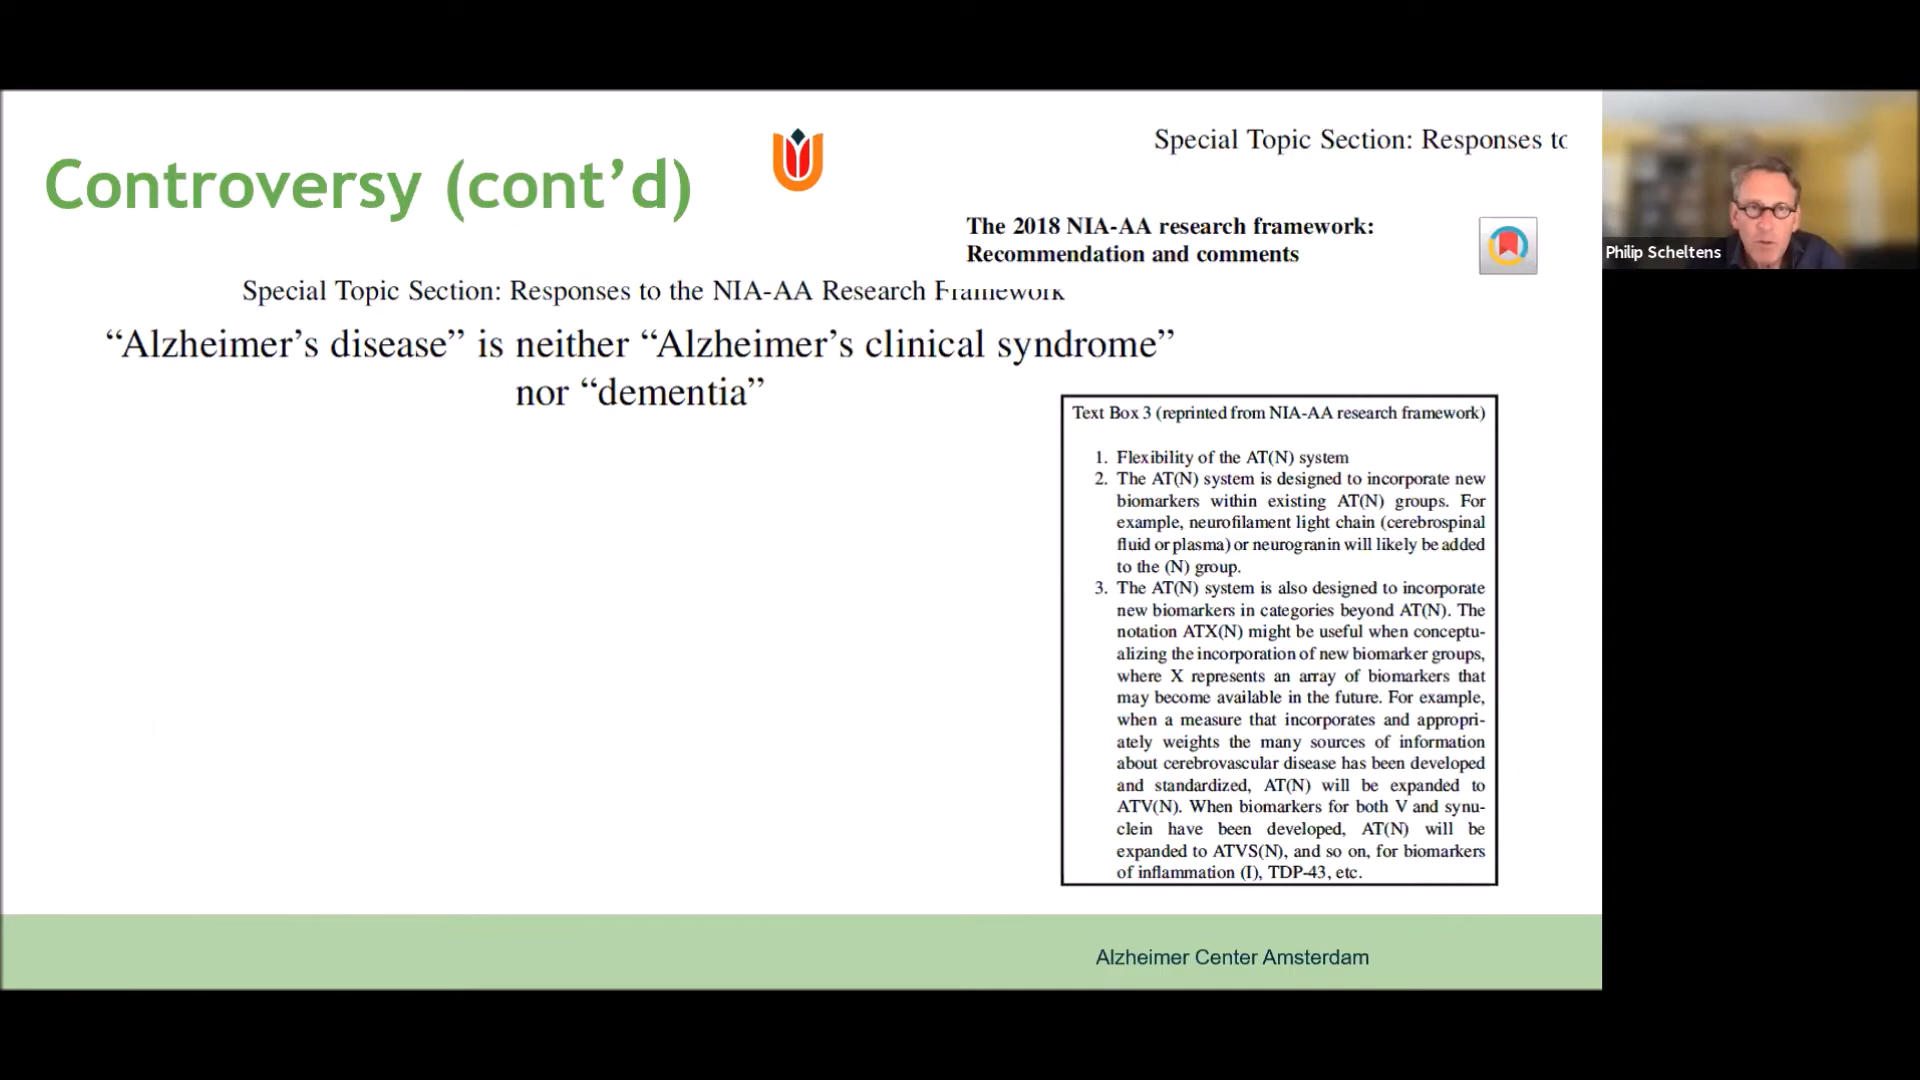 Controversy (cont’d)
Special Topic Section: Responses to
The 2018 NIA-AA research framework:
Recommendation and comments
Special Topic Section: Responses to the NIA-AA Research Framework
“Alzheimer’s disease” is neither “Alzheimer’s clinical syndrome”
nor “dementia”
Text Box 3 (reprinted from NIA-AA research framework)
1. Flexibility of the AT(N) system
2. The AT(N) system is designed to incorporate new
biomarkers within existing AT(N) groups. For
example, neurofilament light chain (cerebrospinal
fluid or plasma) or neurogranin will likely be added
to the (N) group.
3. The AT(N) system is also designed to incorporate
new biomarkers in categories beyond AT(N). The
notation ATX(N) might be useful when conceptu-
alizing the incorporation of new biomarker groups,
where X represents an array of biomarkers that
may become available in the future. For example,
when a measure that incorporates and appropri-
ately weights the many sources of information
about cerebrovascular disease has been developed
and standardized, AT(N) will be expanded to
ATV(N). When biomarkers for both V and synu-
clein have been developed, AT(N) will be
expanded to ATVS(N), and so on, for biomarkers
of inflammation (I), TDP-43, etc.
Alzheimer Center Amsterdam
Philip Scheltens